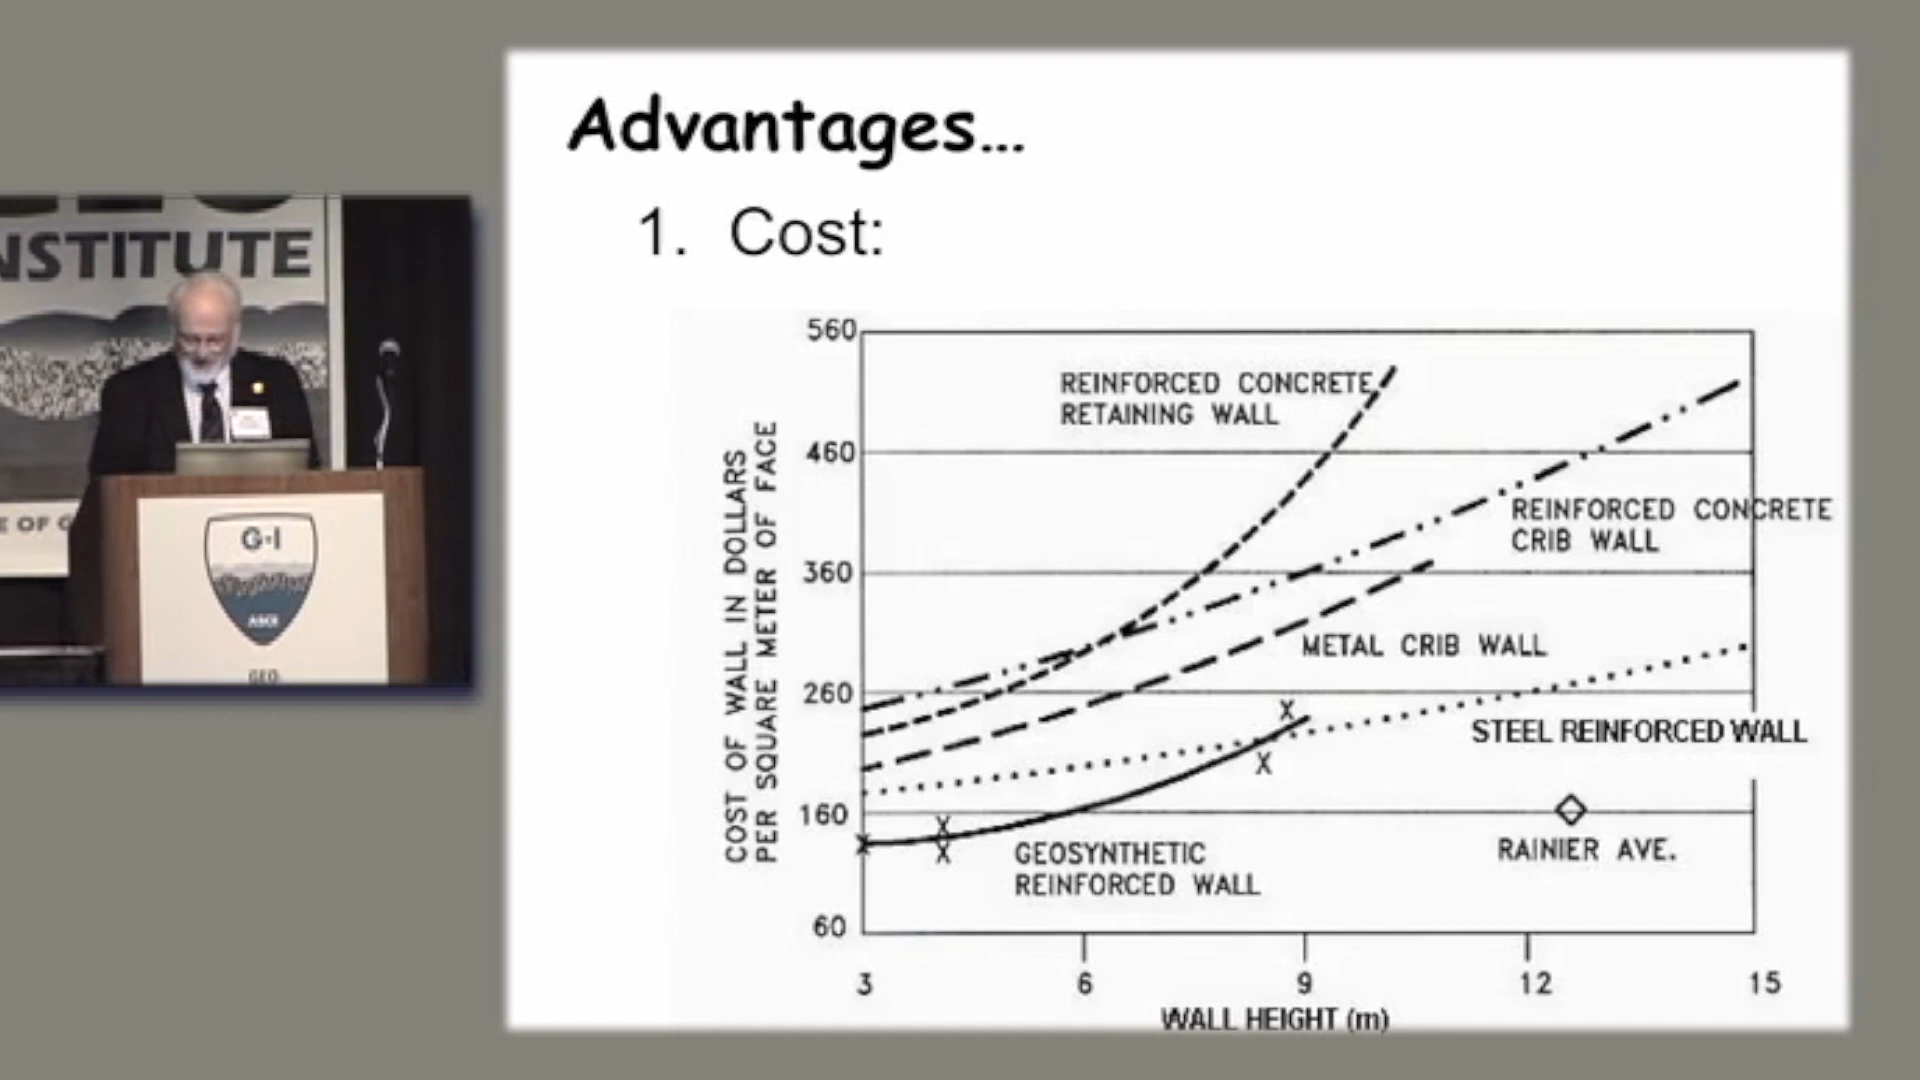 Advantages...
1. Cost:
NSTITUTE
E OF G
G-I
ASCE
GEO
560
460
360
260
160
60
COST OF WALL IN DOLLARS
PER SQUARE METER OF FACE
REINFORCED CONCRETE
RETAINING WALL
REINFORCED CONCRETE
CRIB WALL
METAL CRIB WALL
STEEL REINFORCED WALL
GEOSYNTHETIC
REINFORCED WALL
RAINIER AVE.
3 6 9 12 15
WALL HEIGHT (m)